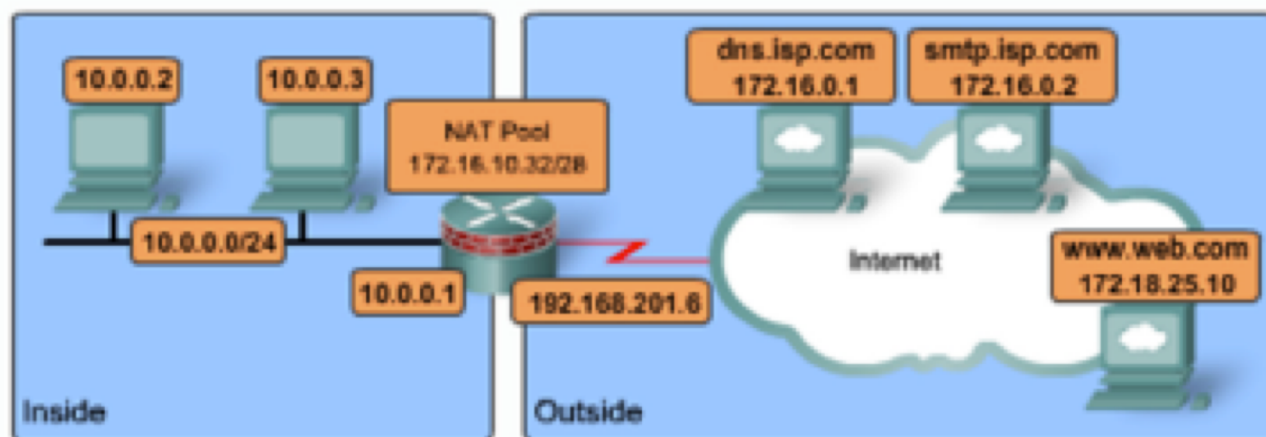 10.0.0.2
10.0.0.3
NAT Pool
172.16.10.32/28
dns.isp.com
172.16.0.1
smtp.isp.com
172.16.0.2
10.0.0.0/24
Internet
www.web.com
172.18.25.10
10.0.0.1
192.168.201.6
Inside
Outside